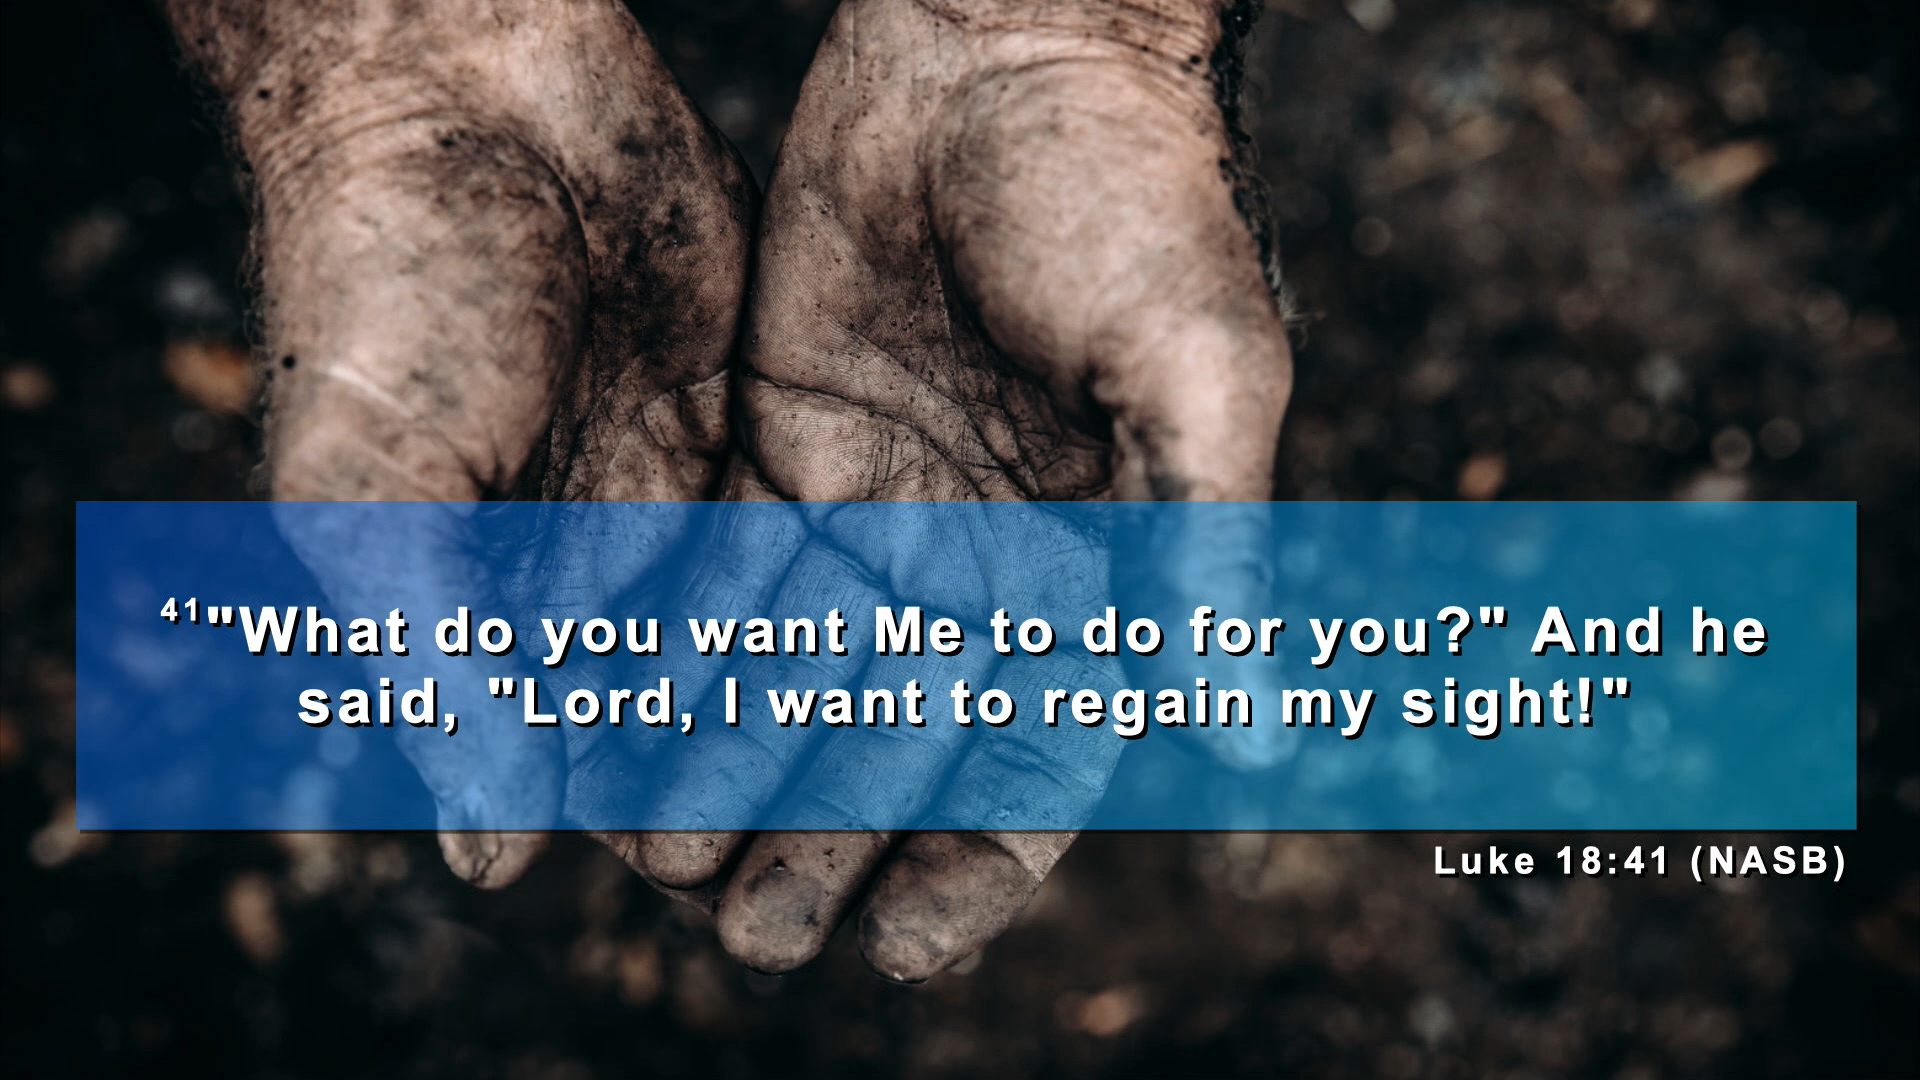 41"What do you want Me to do for you?" And he
said, "Lord, I want to regain my sight!"
Luke 18:41 (NASB)